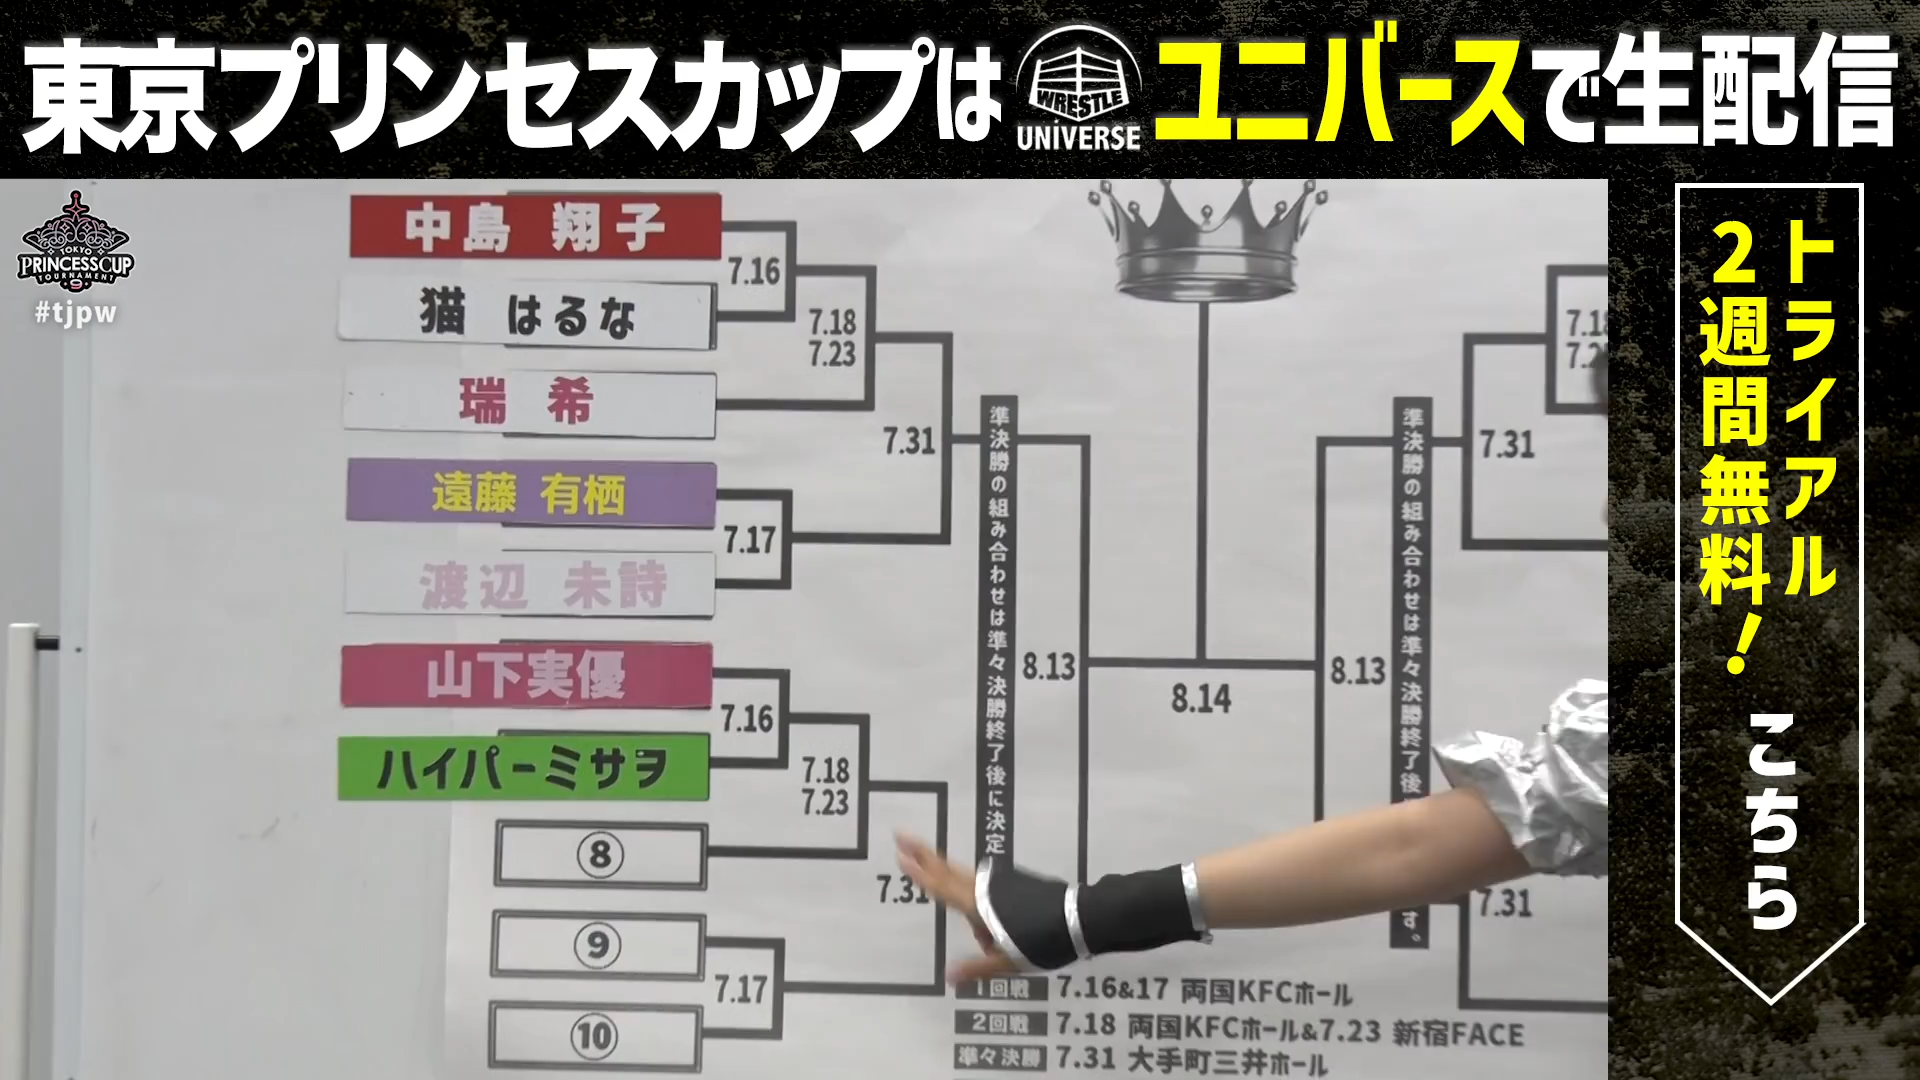 東京プリンセスカップは
WRESTLE
UNIVERSE
ユニバースで生配信
TOKYO
PRINCESS CUP
TOURNAMENT
9
#tjpw
中島 翔子
猫 はるな
瑞 希
遠藤 有栖
渡辺 未詩
山下実優
ハイパーミサヲ
⑧
⑨
⑩
7.16
7.18
7.23
7.31
7.17
7.16
7.18
7.23
7.31
7.17
準決勝の組み合わせは準々決勝終了後に決定
8.13
8.14
8.13
準決勝の組み合わせは準々決勝終了後
す。
7.18
7.31
7.31
1回戦 7.16&17 両国KFCホール
2回戦 7.18 両国KFCホール&7.23 新宿FACE
準々決勝 7.31 大手町三井ホール
トライアル
2週間無料！
こちら